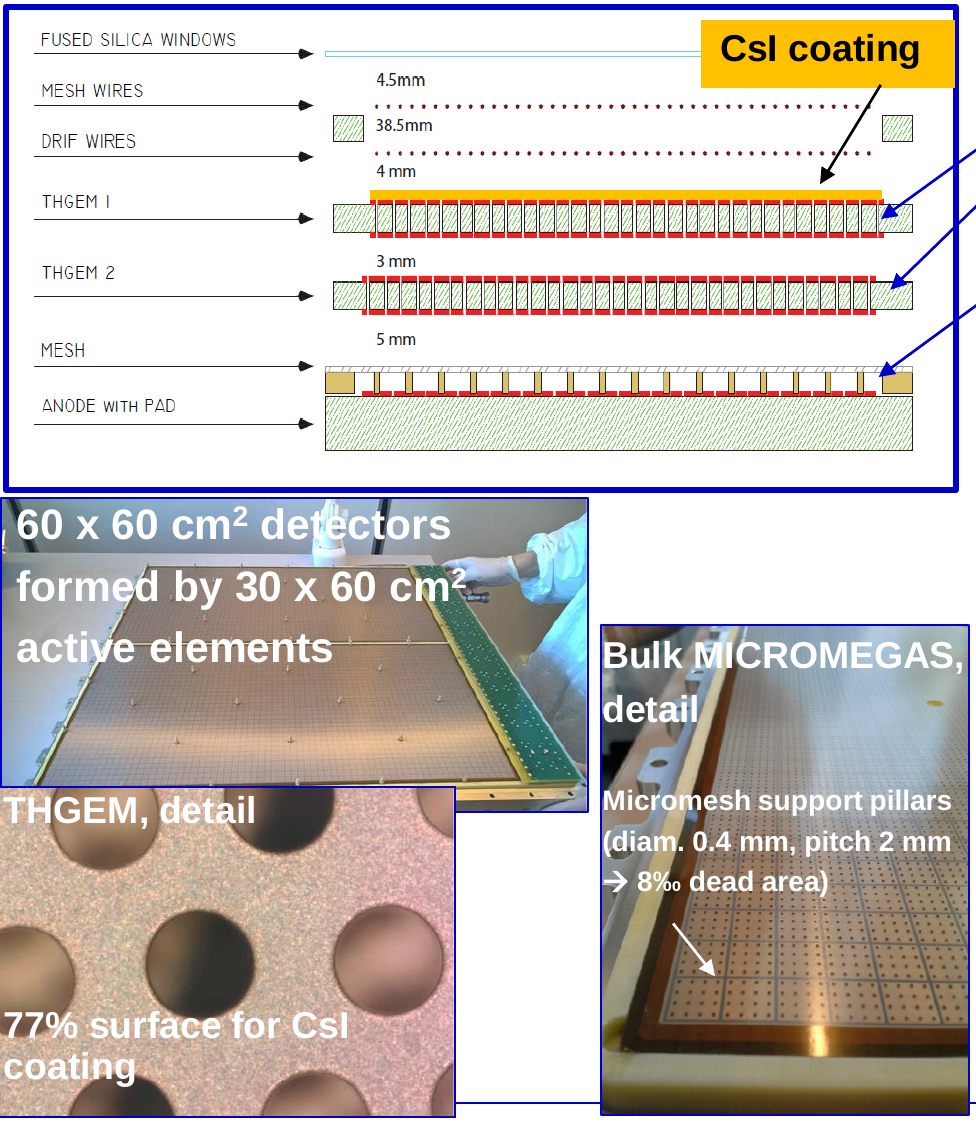 FUSED SILICA WINDOWS
CsI coating
4.5mm
MESH WIRES
38.5mm
DRIF WIRES
4 mm
THGEM 1
3 mm
THGEM 2
5 mm
MESH
ANODE WITH PAD
60 x 60 cm² detectors
formed by 30 x 60 cm²
active elements
Bulk MICROMEGAS,
detail
Micromesh support pillars
(diam. 0.4 mm, pitch 2 mm
→ 8‰ dead area)
THGEM, detail
77% surface for CsI
coating